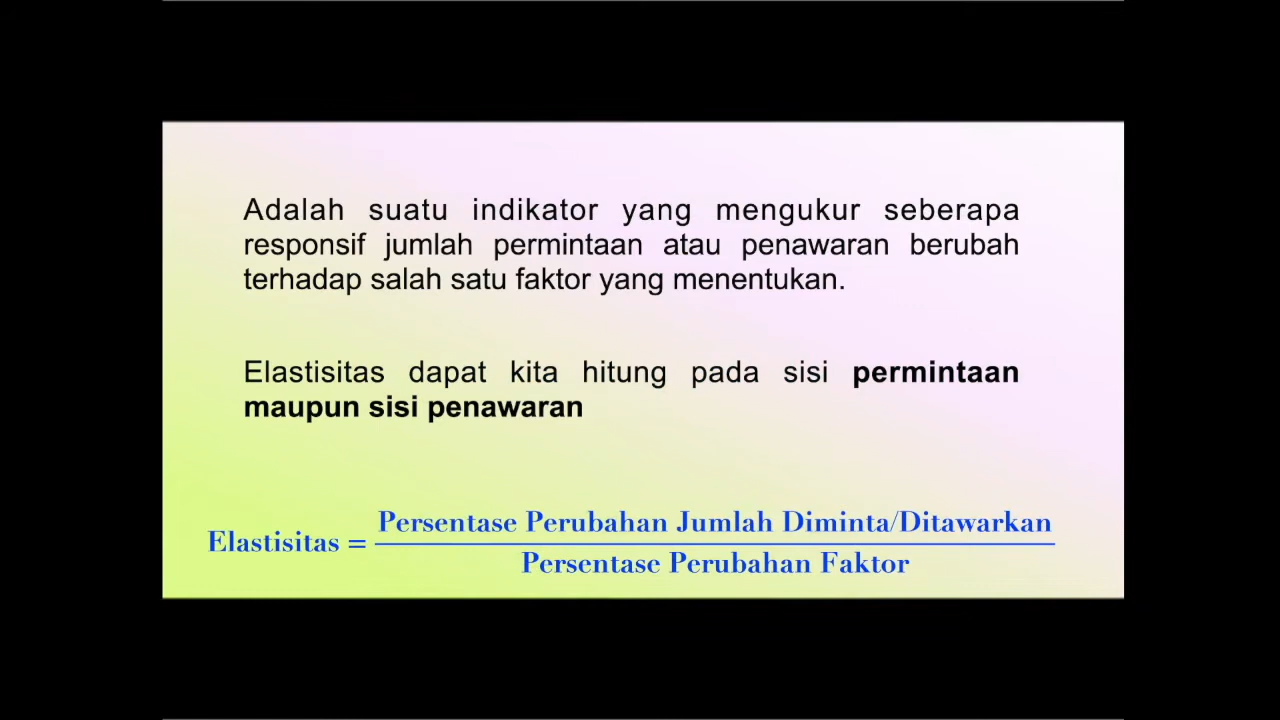 Adalah suatu indikator yang mengukur seberapa
responsif jumlah permintaan atau penawaran berubah
terhadap salah satu faktor yang menentukan.
Elastisitas dapat kita hitung pada sisi permintaan
maupun sisi penawaran
Persentase Perubahan Jumlah Diminta/Ditawarkan
Elastisitas =
Persentase Perubahan Faktor